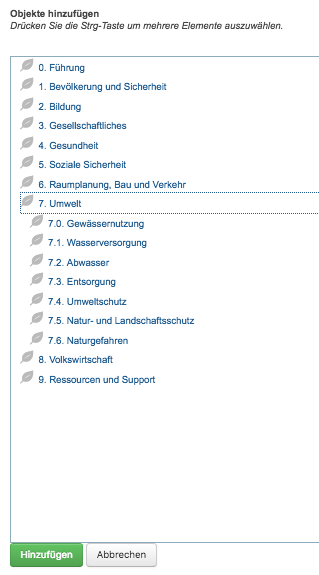 Objekte hinzufügen
Drücken Sie die Strg-Taste um mehrere Elemente auszuwählen.
0. Führung
1. Bevölkerung und Sicherheit
2. Bildung
3. Gesellschaftliches
4. Gesundheit
5. Soziale Sicherheit
6. Raumplanung, Bau und Verkehr
7. Umwelt
7.0. Gewässernutzung
7.1. Wasserversorgung
7.2. Abwasser
7.3. Entsorgung
7.4. Umweltschutz
7.5. Natur- und Landschaftsschutz
7.6. Naturgefahren
8. Volkswirtschaft
9. Ressourcen und Support
Hinzufügen Abbrechen